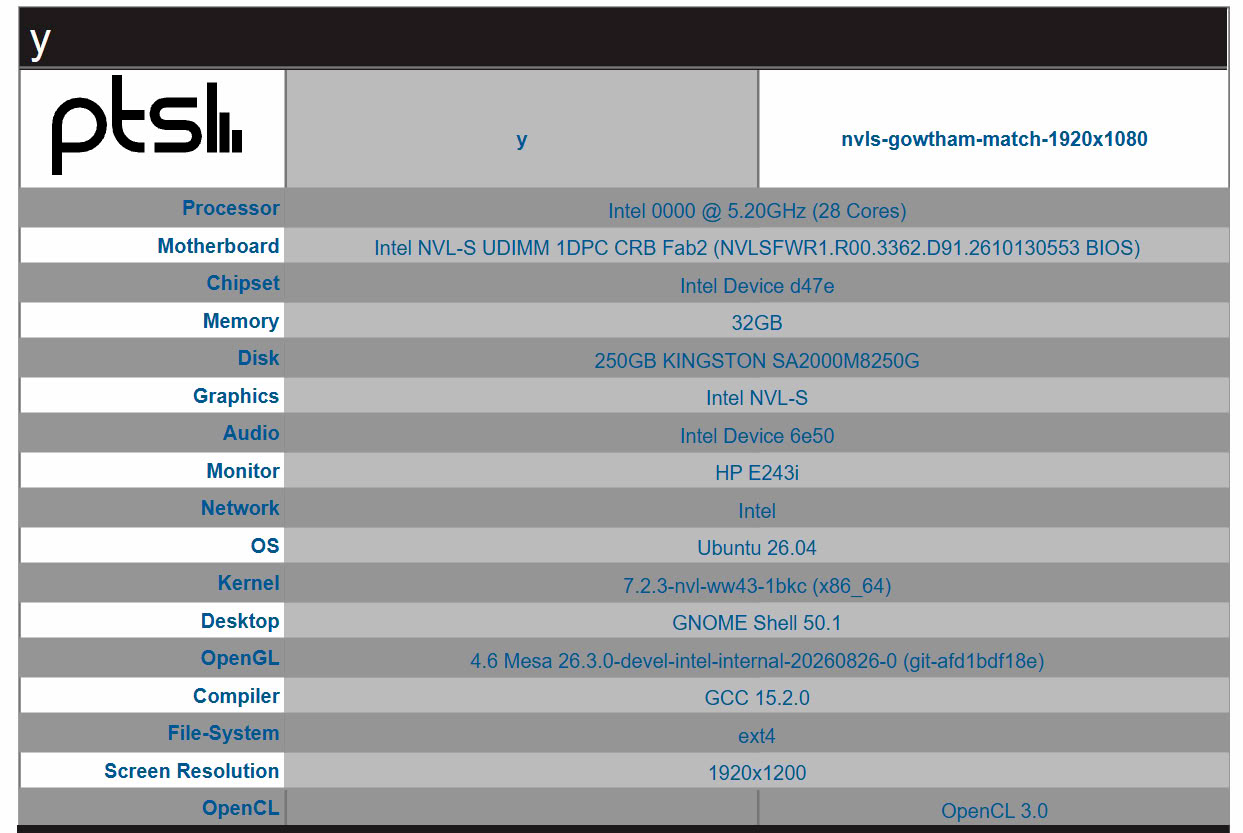 y
pts
y
nvls-gowtham-match-1920x1080
Processor Intel 0000 @ 5.20GHz (28 Cores)
Motherboard Intel NVL-S UDIMM 1DPC CRB Fab2 (NVLSFWR1.R00.3362.D91.2610130553 BIOS)
Chipset Intel Device d47e
Memory 32GB
Disk 250GB KINGSTON SA2000M8250G
Graphics Intel NVL-S
Audio Intel Device 6e50
Monitor HP E243i
Network Intel
OS Ubuntu 26.04
Kernel 7.2.3-nvl-ww43-1bkc (x86_64)
Desktop GNOME Shell 50.1
OpenGL 4.6 Mesa 26.3.0-devel-intel-internal-20260826-0 (git-afd1bdf18e)
Compiler GCC 15.2.0
File-System ext4
Screen Resolution 1920x1200
OpenCL OpenCL 3.0